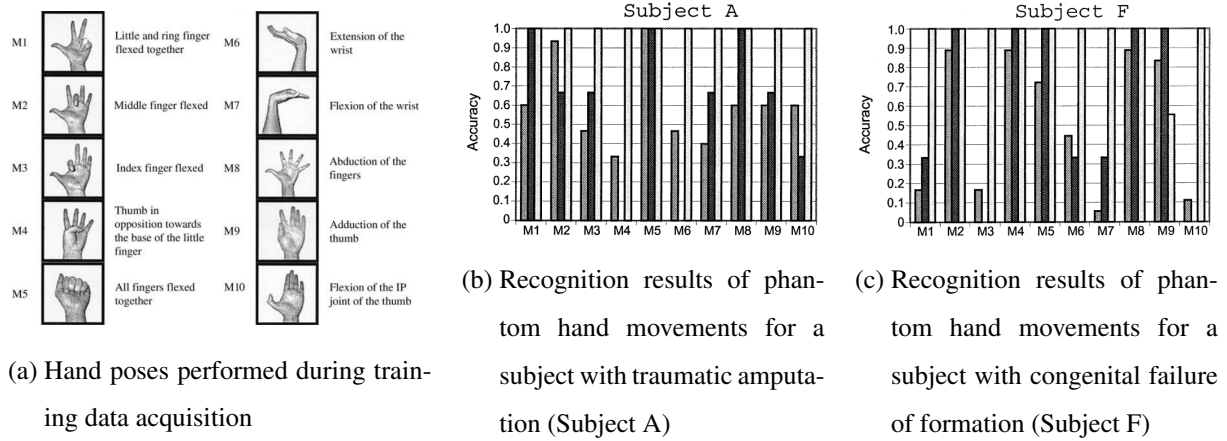 M1
Little and ring finger
flexed together
M2
Middle finger flexed
M3
Index finger flexed
M4
Thumb in
opposition towards
the base of the little
finger
M5
All fingers flexed
together
M6
Extension of the
wrist
M7
Flexion of the wrist
M8
Abduction of the
fingers
M9
Adduction of the
thumb
M10
Flexion of the IP
joint of the thumb
(a) Hand poses performed during train-
ing data acquisition
Subject A
Accuracy
1.0
0.9
0.8
0.7
0.6
0.5
0.4
0.3
0.2
0.1
0
M1 M2 M3 M4 M5 M6 M7 M8 M9 M10
(b) Recognition results of phan-
tom hand movements for a
subject with traumatic amputa-
tion (Subject A)
Subject F
Accuracy
1.0
0.9
0.8
0.7
0.6
0.5
0.4
0.3
0.2
0.1
0
M1 M2 M3 M4 M5 M6 M7 M8 M9 M10
(c) Recognition results of phan-
tom hand movements for a
subject with congenital failure
of formation (Subject F)